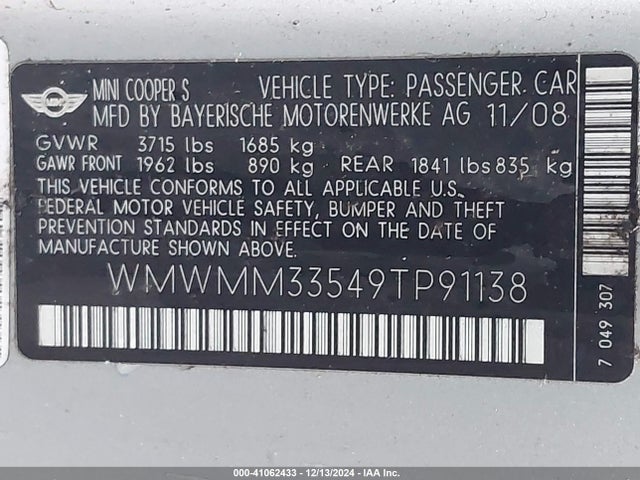 MINI
MINI COOPER S VEHICLE TYPE: PASSENGER CAR
MFD BY BAYERISCHE MOTORENWERKE AG 11/08
GVWR 3715 lbs 1685 kg
GAWR FRONT 1962 lbs 890 kg REAR 1841 lbs 835 kg
THIS VEHICLE CONFORMS TO ALL APPLICABLE U.S.
FEDERAL MOTOR VEHICLE SAFETY, BUMPER AND THEFT
PREVENTION STANDARDS IN EFFECT ON THE DATE OF
MANUFACTURE SHOWN ABOVE.
WMWMM33549TP91138
7 049 307
000-41062433 - 12/13/2024 - IAA Inc.